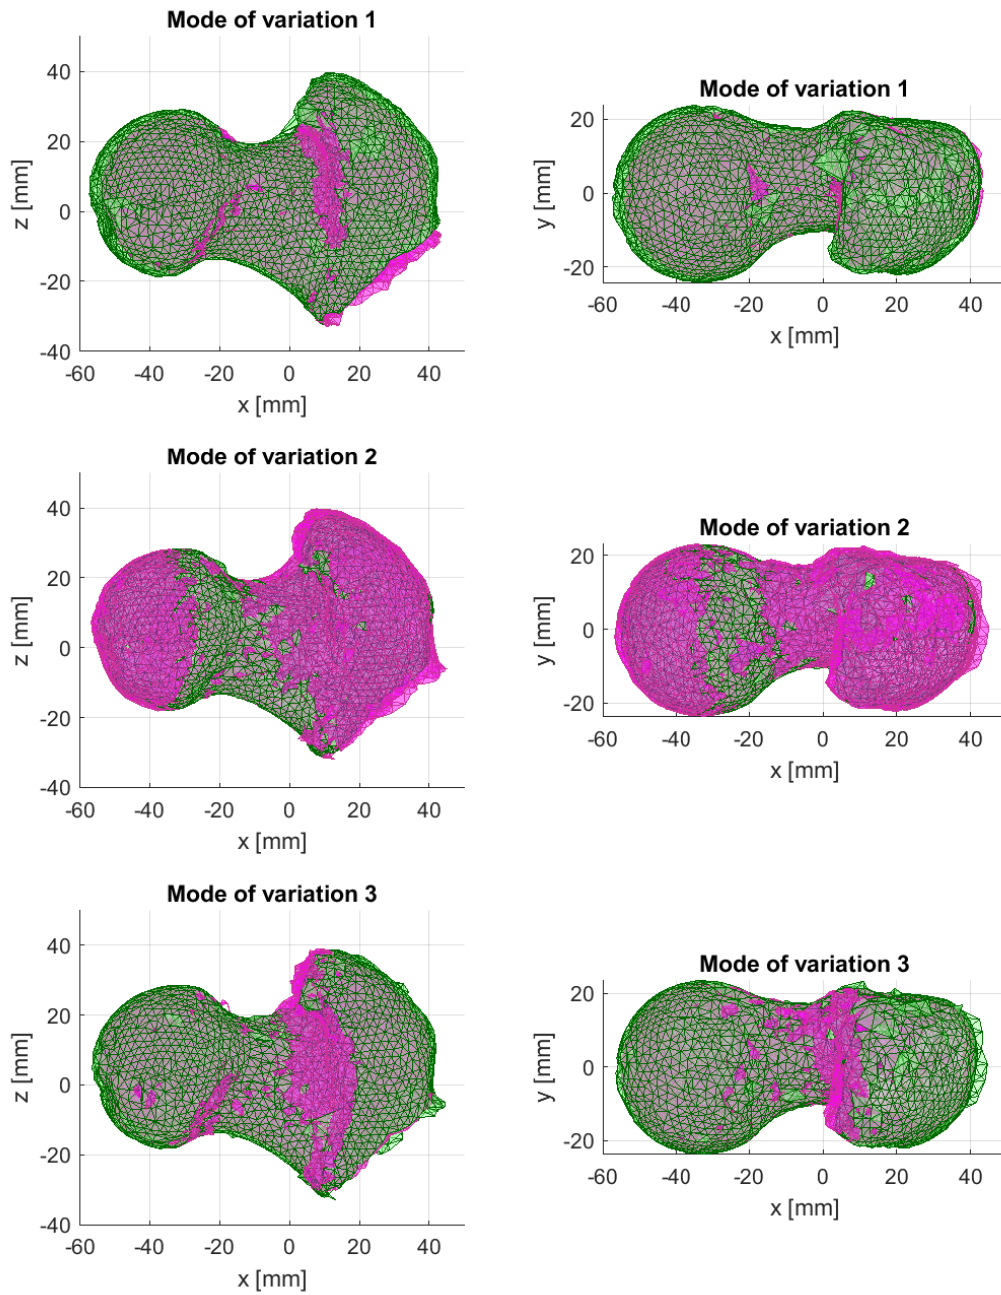 Mode of variation 1
40
20
0
-20
-40
z [mm]
-60 -40 -20 0 20 40
x [mm]
Mode of variation 1
20
0
-20
y [mm]
-60 -40 -20 0 20 40
x [mm]
Mode of variation 2
40
20
0
-20
-40
z [mm]
-60 -40 -20 0 20 40
x [mm]
Mode of variation 2
20
0
-20
y [mm]
-60 -40 -20 0 20 40
x [mm]
Mode of variation 3
40
20
0
-20
-40
z [mm]
-60 -40 -20 0 20 40
x [mm]
Mode of variation 3
20
0
-20
y [mm]
-60 -40 -20 0 20 40
x [mm]